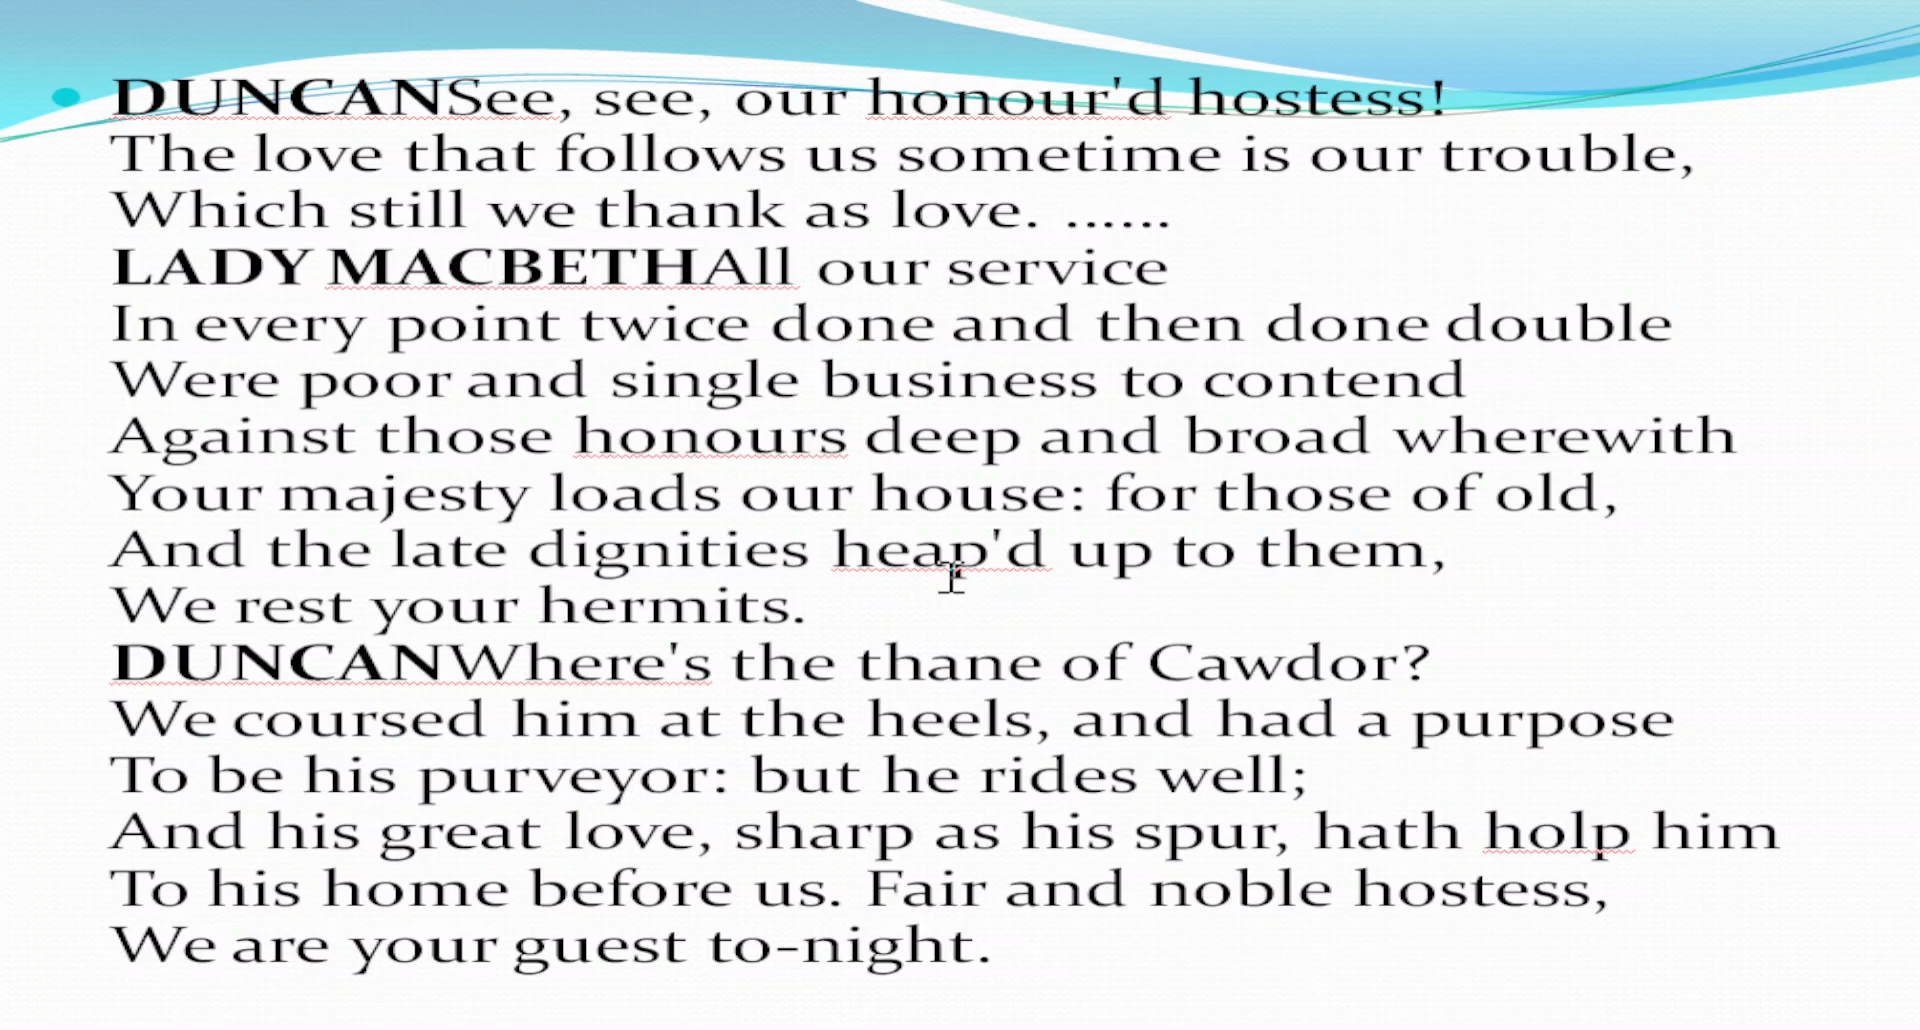 DUNCANSee, see, our honour'd hostess!
The love that follows us sometime is our trouble,
Which still we thank as love. ......
LADY MACBETHAll our service
In every point twice done and then done double
Were poor and single business to contend
Against those honours deep and broad wherewith
Your majesty loads our house: for those of old,
And the late dignities heap'd up to them,
We rest your hermits.
DUNCANWhere's the thane of Cawdor?
We coursed him at the heels, and had a purpose
To be his purveyor: but he rides well;
And his great love, sharp as his spur, hath holp him
To his home before us. Fair and noble hostess,
We are your guest to-night.